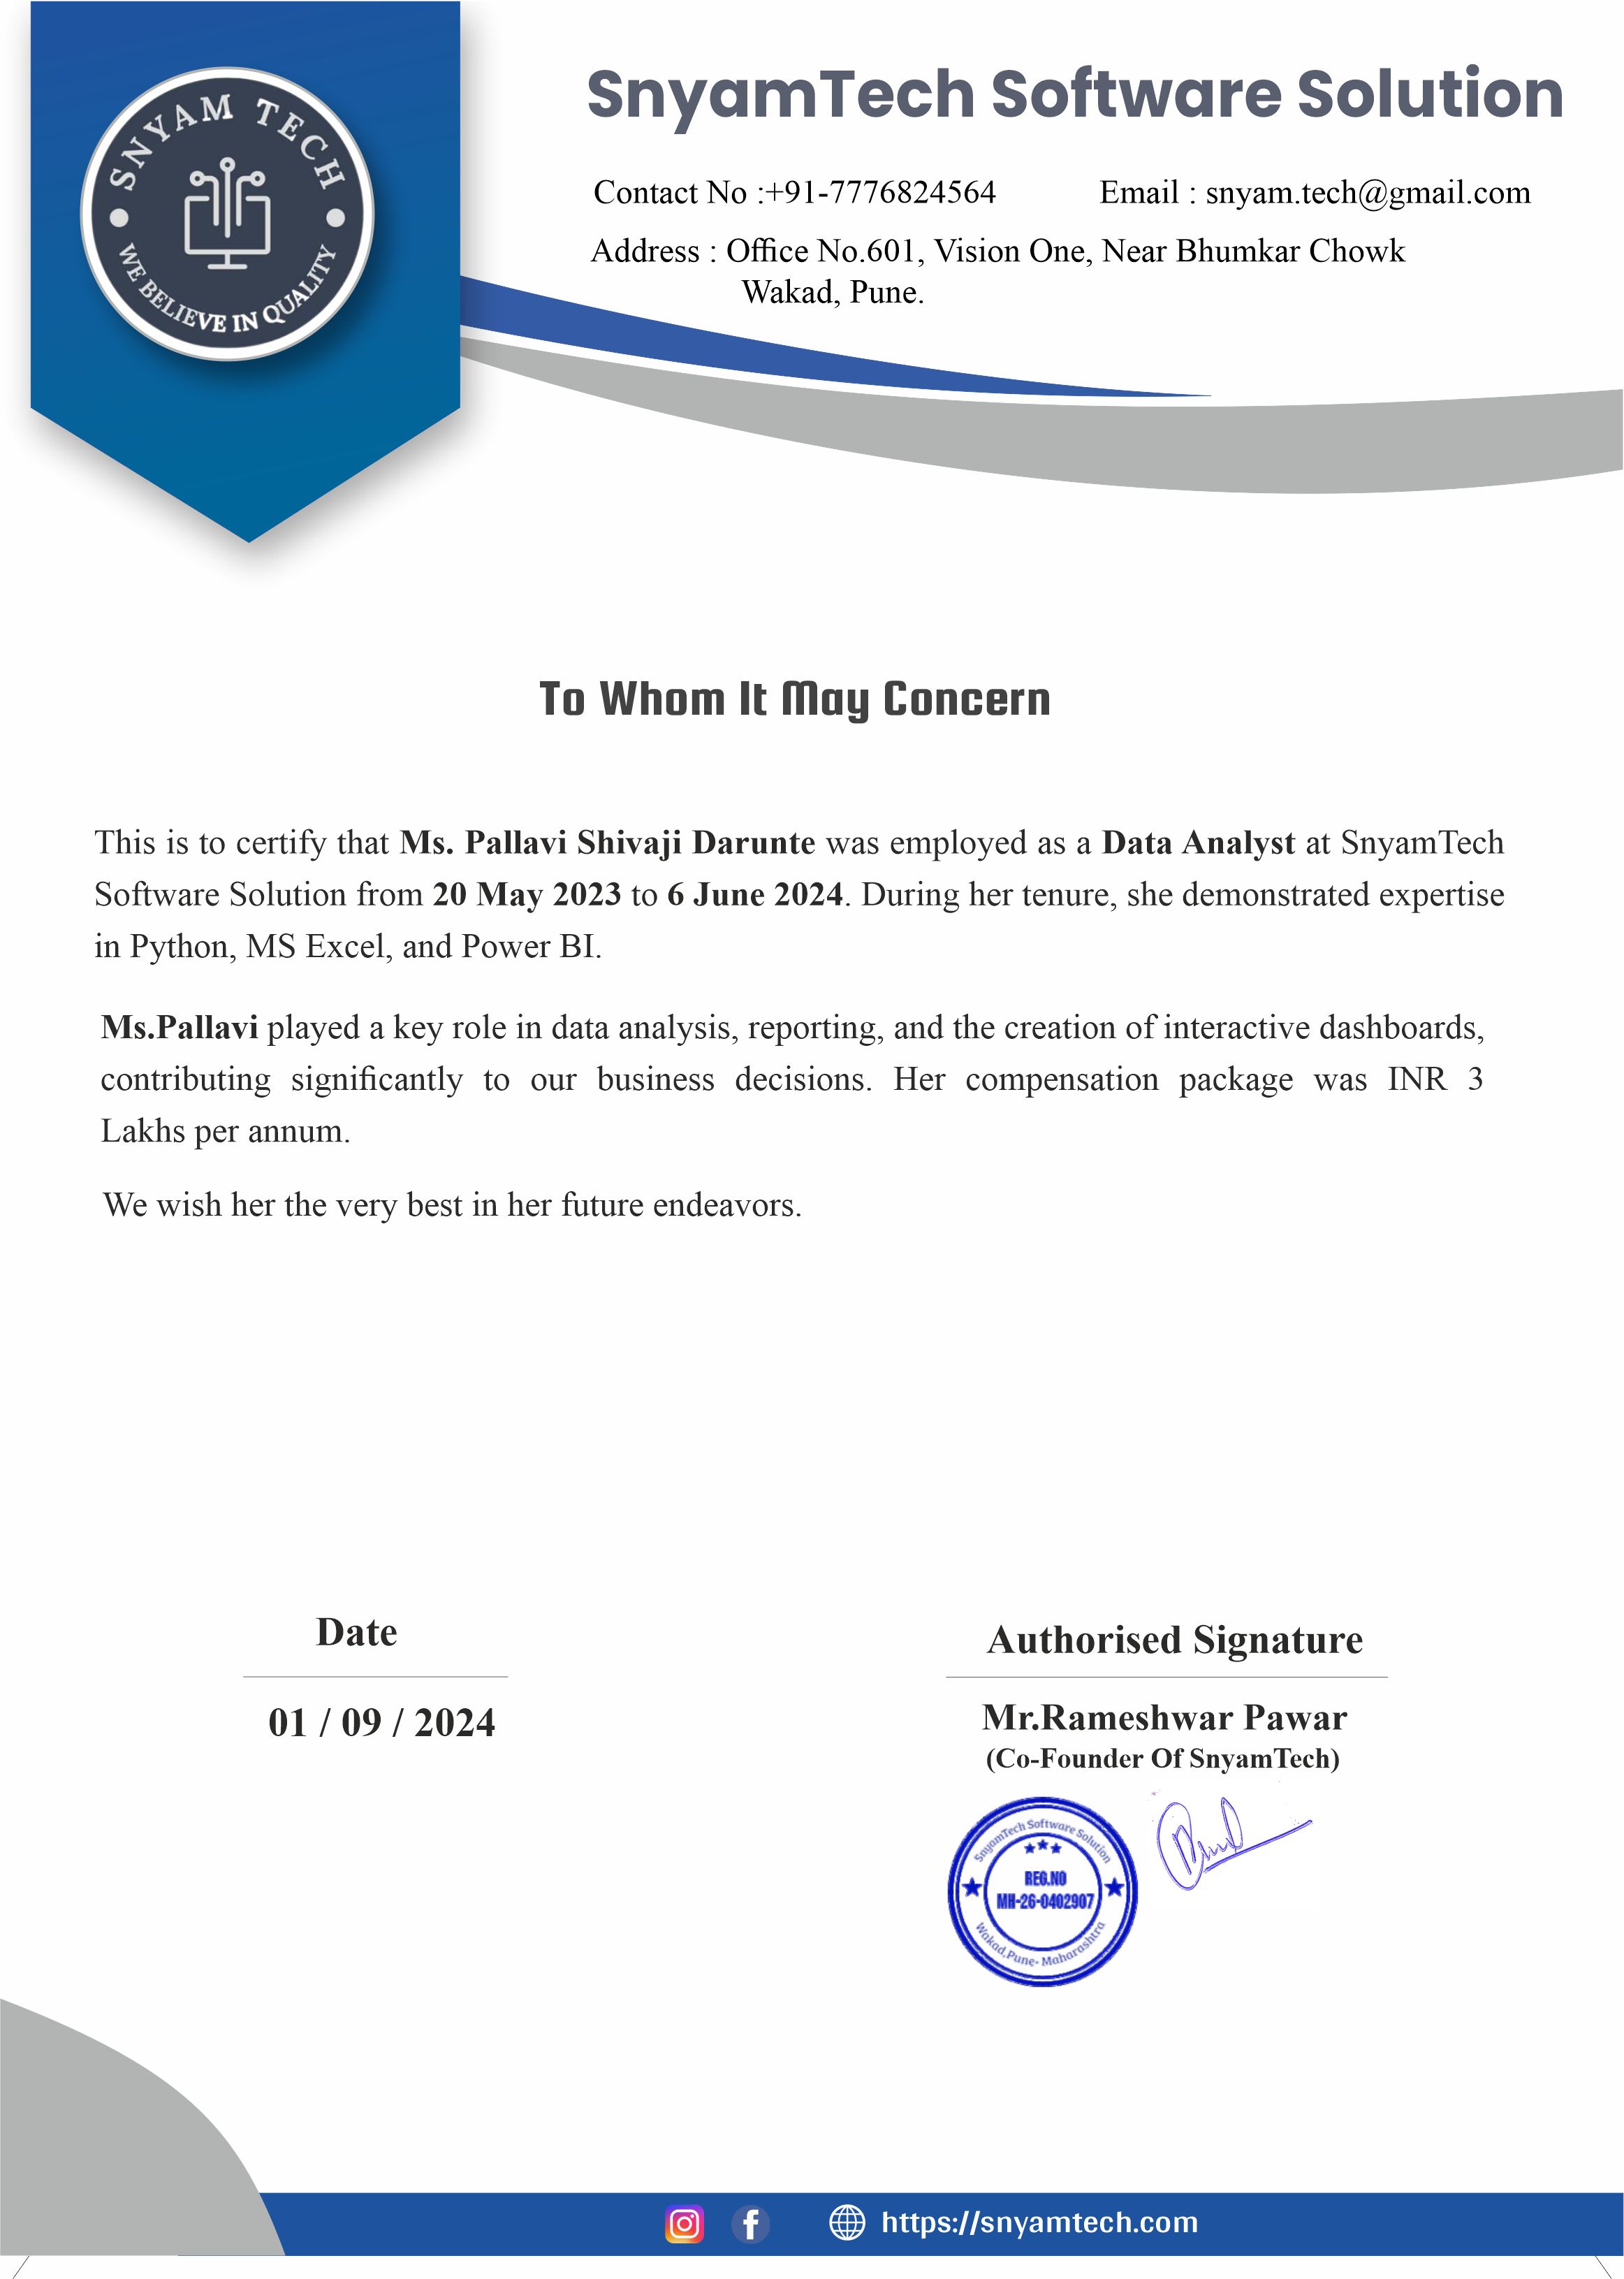 SNYAM TECH
WE BELIEVE IN QUALITY
SnyamTech Software Solution
Contact No :+91-7776824564 Email : snyam.tech@gmail.com
Address : Office No.601, Vision One, Near Bhumkar Chowk
Wakad, Pune.
To Whom It May Concern
This is to certify that Ms. Pallavi Shivaji Darunte was employed as a Data Analyst at SnyamTech
Software Solution from 20 May 2023 to 6 June 2024. During her tenure, she demonstrated expertise
in Python, MS Excel, and Power BI.
Ms.Pallavi played a key role in data analysis, reporting, and the creation of interactive dashboards,
contributing significantly to our business decisions. Her compensation package was INR 3
Lakhs per annum.
We wish her the very best in her future endeavors.
Date
01 / 09 / 2024
Authorised Signature
Mr.Rameshwar Pawar
(Co-Founder Of SnyamTech)
SnyamTech Software Solution
REG.NO
MH-26-0402907
Wakad,Pune- Maharashtra
https://snyamtech.com